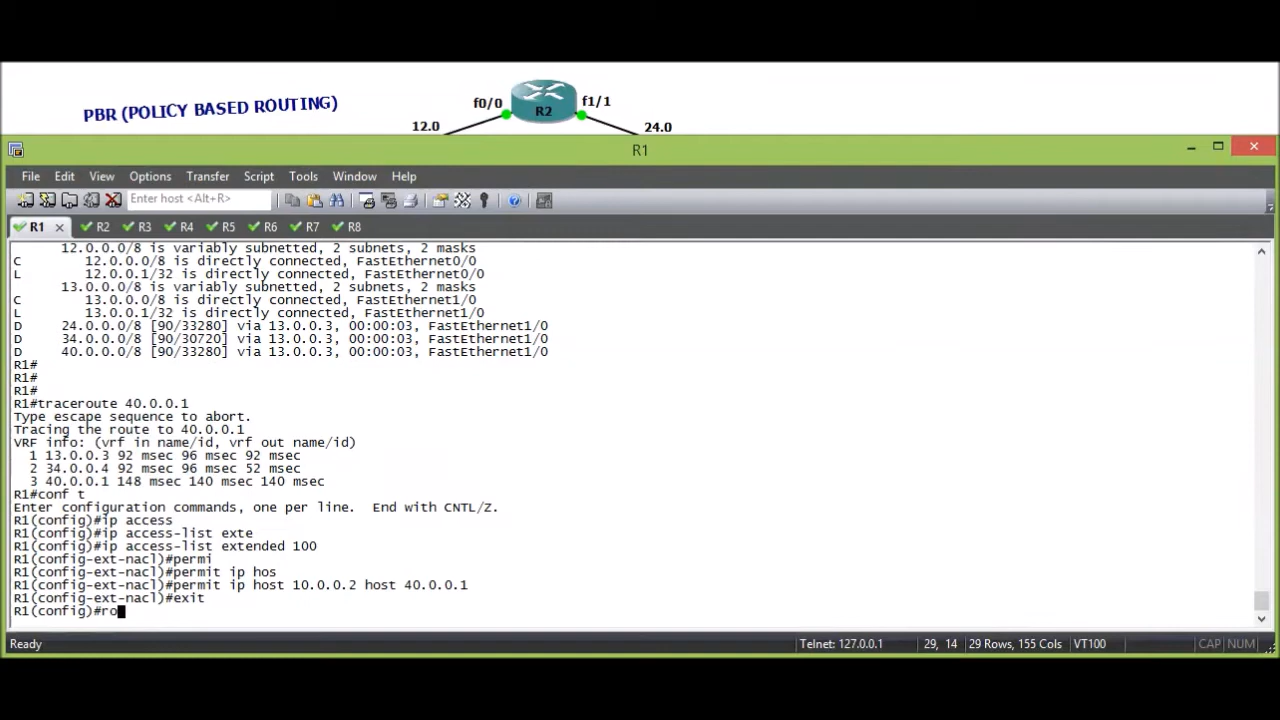 PBR (POLICY BASED ROUTING)
f0/0
R2
f1/1
12.0
24.0
R1
File Edit View Options Transfer Script Tools Window Help
Enter host <Alt+R>
R1 R2 R3 R4 R5 R6 R7 R8
12.0.0.0/8 is variably subnetted, 2 subnets, 2 masks
C 12.0.0.0/8 is directly connected, FastEthernet0/0
L 12.0.0.1/32 is directly connected, FastEthernet0/0
13.0.0.0/8 is variably subnetted, 2 subnets, 2 masks
C 13.0.0.0/8 is directly connected, FastEthernet1/0
L 13.0.0.1/32 is directly connected, FastEthernet1/0
D 24.0.0.0/8 [90/33280] via 13.0.0.3, 00:00:03, FastEthernet1/0
D 34.0.0.0/8 [90/30720] via 13.0.0.3, 00:00:03, FastEthernet1/0
D 40.0.0.0/8 [90/33280] via 13.0.0.3, 00:00:03, FastEthernet1/0
R1#
R1#
R1#
R1#traceroute 40.0.0.1
Type escape sequence to abort.
Tracing the route to 40.0.0.1
VRF info: (vrf in name/id, vrf out name/id)
1 13.0.0.3 92 msec 96 msec 92 msec
2 34.0.0.4 92 msec 96 msec 52 msec
3 40.0.0.1 148 msec 140 msec 140 msec
R1#conf t
Enter configuration commands, one per line. End with CNTL/Z.
R1(config)#ip access
R1(config)#ip access-list exte
R1(config)#ip access-list extended 100
R1(config-ext-nacl)#permi
R1(config-ext-nacl)#permit ip hos
R1(config-ext-nacl)#permit ip host 10.0.0.2 host 40.0.0.1
R1(config-ext-nacl)#exit
R1(config)#ro
Ready Telnet: 127.0.0.1 29, 14 29 Rows, 155 Cols VT100 CAP NUM